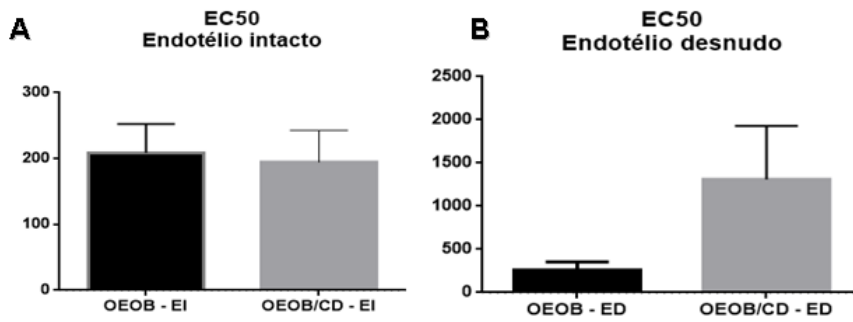 A
EC50
Endotélio intacto
300
200
100
0
OEOB - EI
OEOB/CD - EI
B
EC50
Endotélio desnudo
2500
2000
1500
1000
500
0
OEOB - ED
OEOB/CD - ED